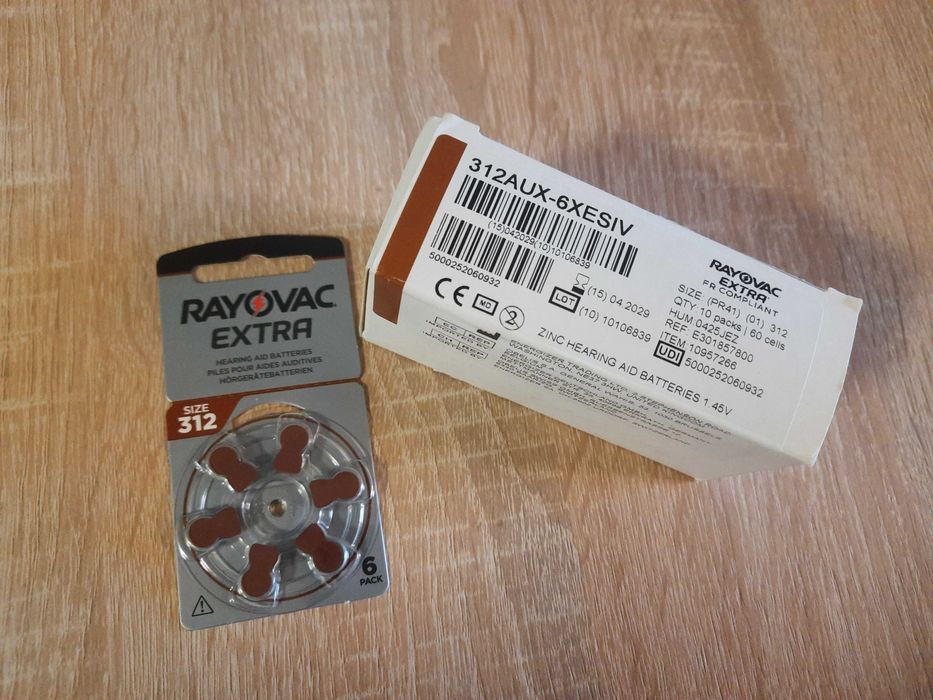 RAYOVAC
EXTRA
HEARING AID BATTERIES
PILES POUR AIDES AUDITIVES
HÖRGERÄTEBATTERIEN
SIZE
312
6
PACK
312AUX-6XESIV
(15)042029(10)10106839
5000252060932
CE
MD
2
LOT
(15) 04.2029
(10) 10106839
RAYOVAC
EXTRA
FR COMPLIANT
SIZE (PR41) (01) 312
QTY: 10 packs | 60 cells
HUM 0425JEZ
REF: E301857800
ITEM 10957266
UDI 5000252060932
ZINC HEARING AID BATTERIES 1.45V